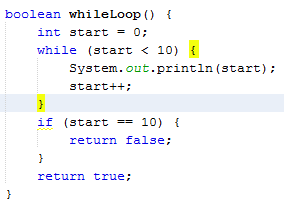 boolean whileLoop() {
    int start = 0;
    while (start < 10) {
        System.out.println(start);
        start++;
    }
    if (start == 10) {
        return false;
    }
    return true;
}